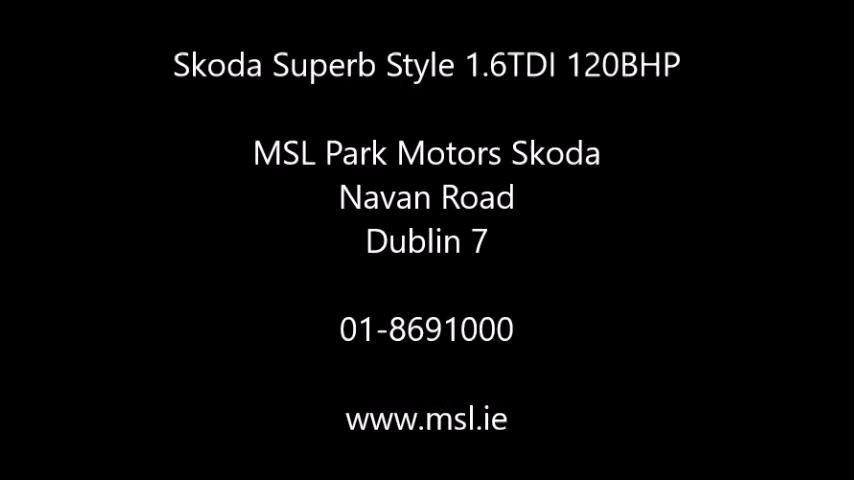 Skoda Superb Style 1.6TDI 120BHP
MSL Park Motors Skoda
Navan Road
Dublin 7
01-8691000
www.msl.ie